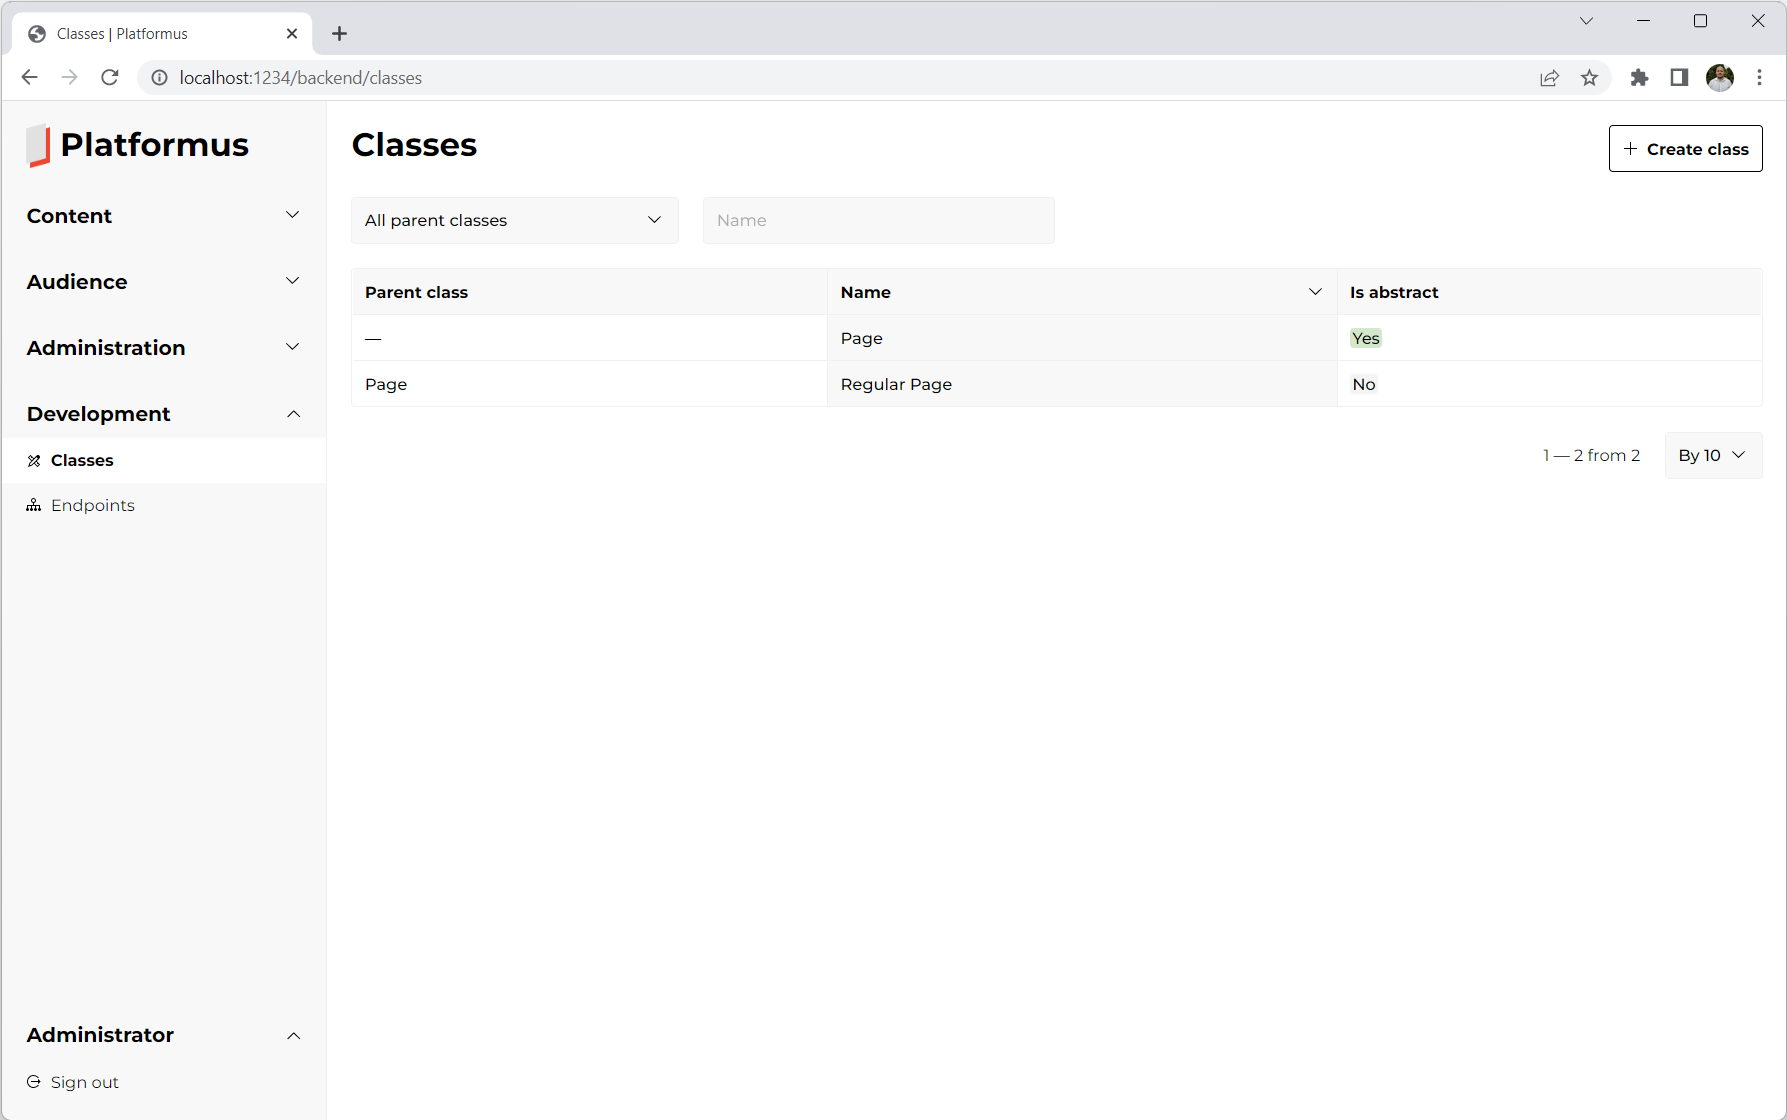 Classes | Platformus
localhost:1234/backend/classes
Platformus
Content
Audience
Administration
Development
Classes
Endpoints
Administrator
Sign out
Classes
Create class
All parent classes
Name
Parent class Name Is abstract
— Page Yes
Page Regular Page No
1 — 2 from 2
By 10